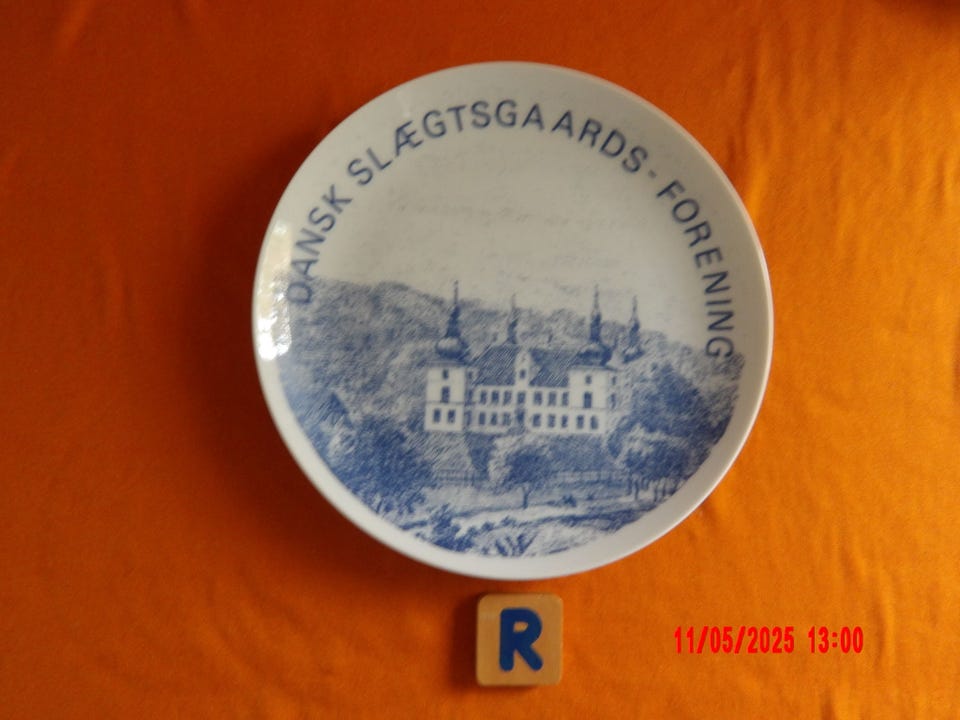 DANSK SLÆGTSGAARDS-FORENING
R
11/05/2025 13:00